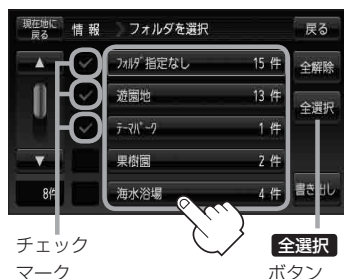 現在地に戻る 情報 フォルダを選択 戻る
▲ ✓ ﾌｫﾙﾀﾞ指定なし 15 件 全解除
✓ 遊園地 13 件 全選択
✓ ﾃｰﾏﾊﾟｰｸ 1 件
▼ 果樹園 2 件
8件 海水浴場 4 件 書き出し
チェック
マーク
全選択
ボタン